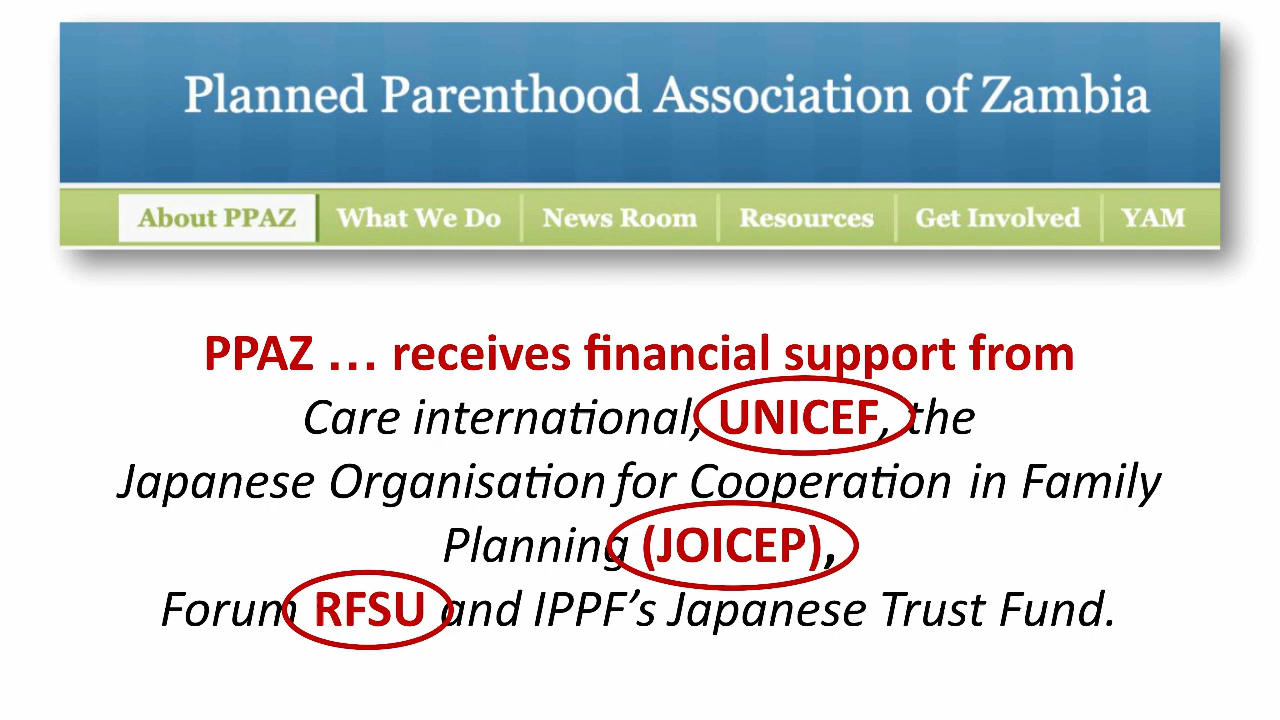 Planned Parenthood Association of Zambia
About PPAZ What We Do News Room Resources Get Involved YAM
PPAZ ... receives financial support from
Care international, UNICEF, the
Japanese Organisation for Cooperation in Family
Planning (JOICEP),
Forum RFSU and IPPF’s Japanese Trust Fund.